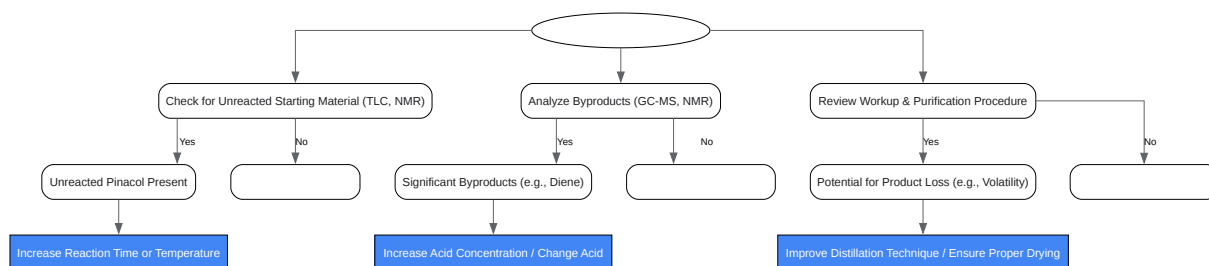 Check for Unreacted Starting Material (TLC, NMR)
Analyze Byproducts (GC-MS, NMR)
Review Workup & Purification Procedure
Yes
No
Yes
No
Yes
No
Unreacted Pinacol Present
Significant Byproducts (e.g., Diene)
Potential for Product Loss (e.g., Volatility)
Increase Reaction Time or Temperature
Increase Acid Concentration / Change Acid
Improve Distillation Technique / Ensure Proper Drying